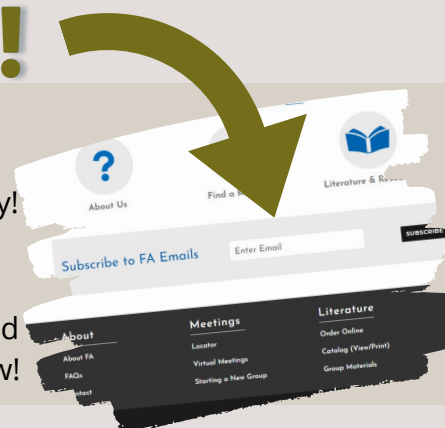 !
y!
About Us
Find a
Literature &
Subscribe to FA Emails
Enter Email
SUBSCRIBE
d
w!
About
About FA
FAQs
Meetings
Locator
Virtual Meetings
Starting a New Group
Literature
Order Online
Catalog (View/Print)
Group Materials